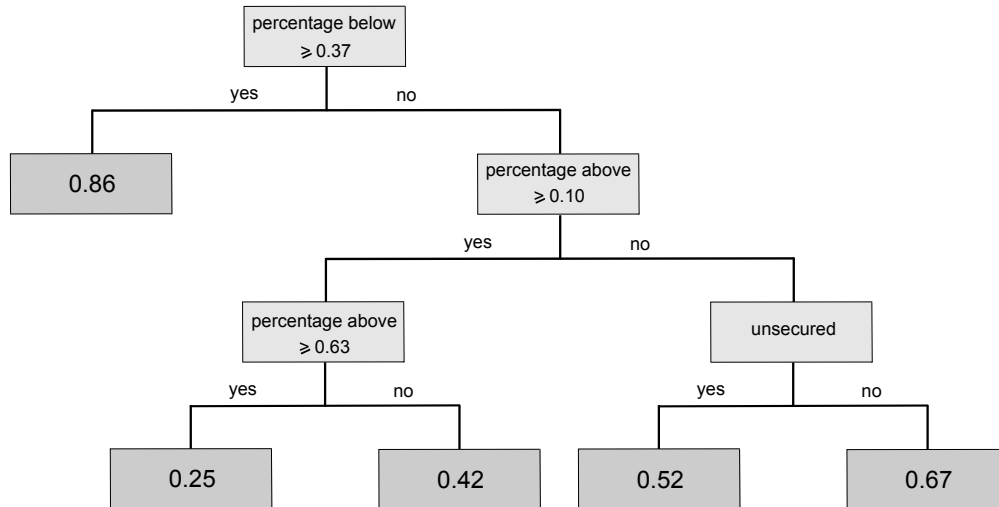 percentage below
⩾ 0.37
yes
no
0.86
percentage above
⩾ 0.10
yes
no
percentage above
⩾ 0.63
unsecured
yes
no
yes
no
0.25
0.42
0.52
0.67